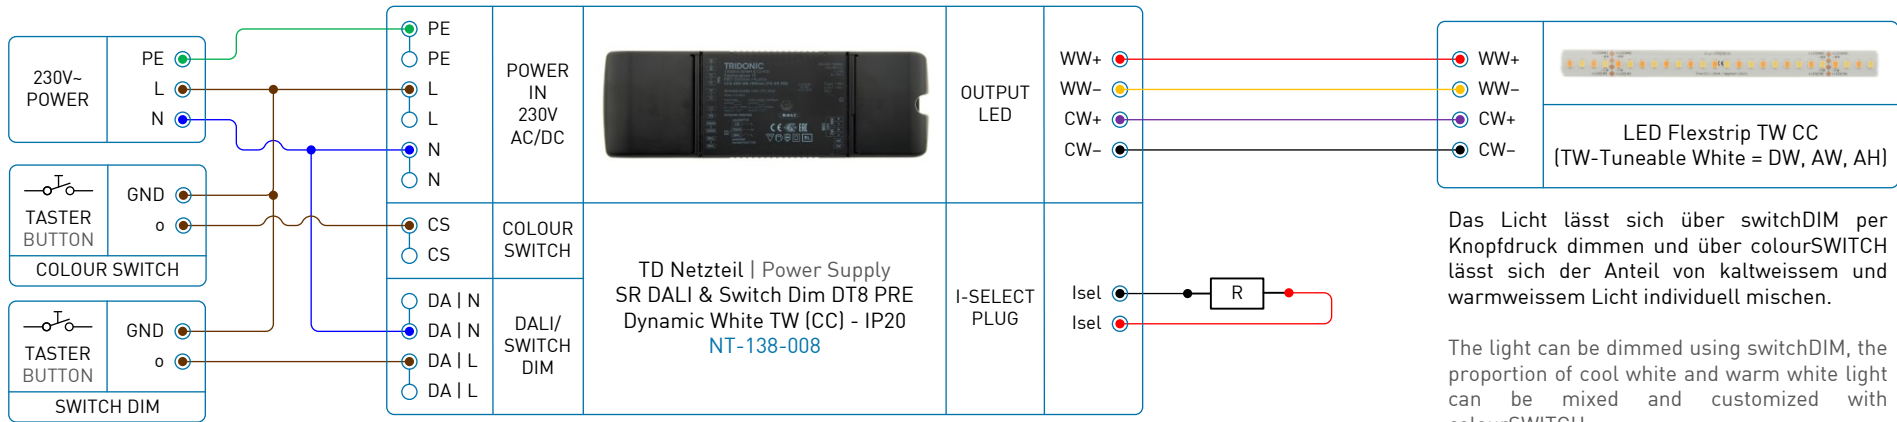 230V~
POWER
PE
L
N
TASTER
BUTTON
GND
o
COLOUR SWITCH
TASTER
BUTTON
GND
o
SWITCH DIM
PE
PE
L
L
N
N
POWER
IN
230V
AC/DC
CS
CS
COLOUR
SWITCH
DA | N
DA | N
DA | L
DA | L
DALI/
SWITCH
DIM
TRIDONIC
TD Netzteil | Power Supply
SR DALI & Switch Dim DT8 PRE
Dynamic White TW (CC) - IP20
NT-138-008
OUTPUT
LED
WW+
WW–
CW+
CW–
I-SELECT
PLUG
Isel
Isel
R
WW+
WW–
CW+
CW–
LED Flexstrip TW CC
(TW-Tuneable White = DW, AW, AH)
Das Licht lässt sich über switchDIM per
Knopfdruck dimmen und über colourSWITCH
lässt sich der Anteil von kaltweissem und
warmweissem Licht individuell mischen.
The light can be dimmed using switchDIM, the
proportion of cool white and warm white light
can be mixed and customized with
colourSWITCH.